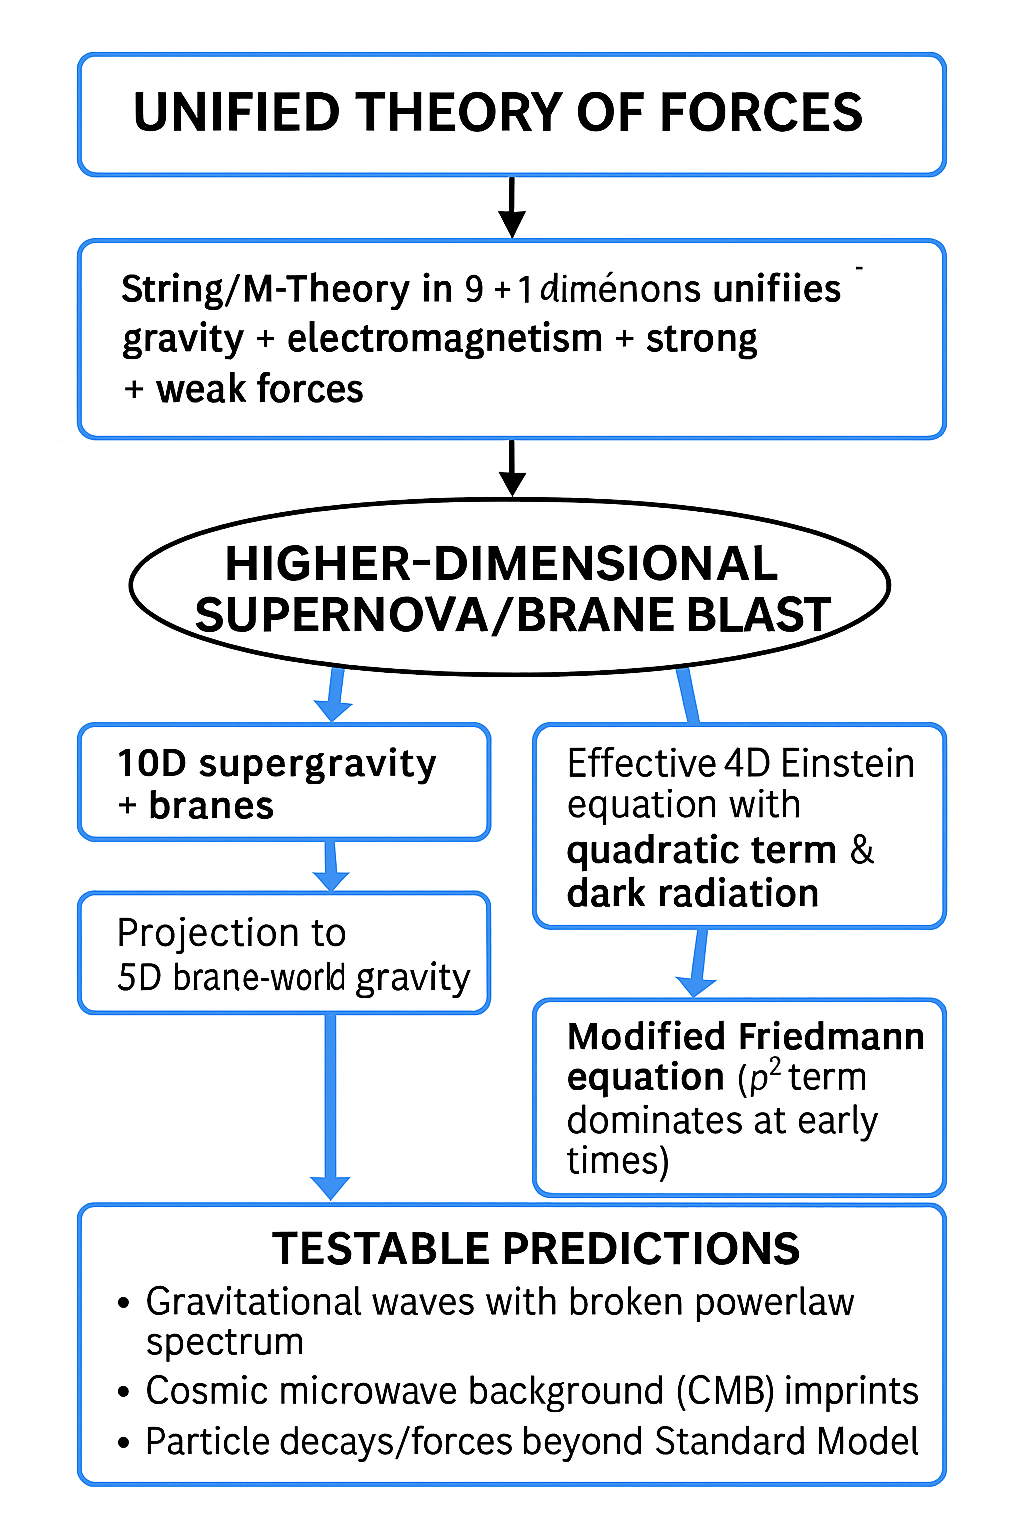 UNIFIED THEORY OF FORCES
String/M-Theory in 9 + 1 diménons unifiies
gravity + electromagnetism + strong
+ weak forces
HIGHER-DIMENSIONAL
SUPERNOVA/BRANE BLAST
10D supergravity
+ branes
Projection to
5D brane-world gravity
Effective 4D Einstein
equation with
quadratic term &
dark radiation
Modified Friedmann
equation (p² term
dominates at early
times)
TESTABLE PREDICTIONS
• Gravitational waves with broken powerlaw
spectrum
• Cosmic microwave background (CMB) imprints
• Particle decays/forces beyond Standard Model